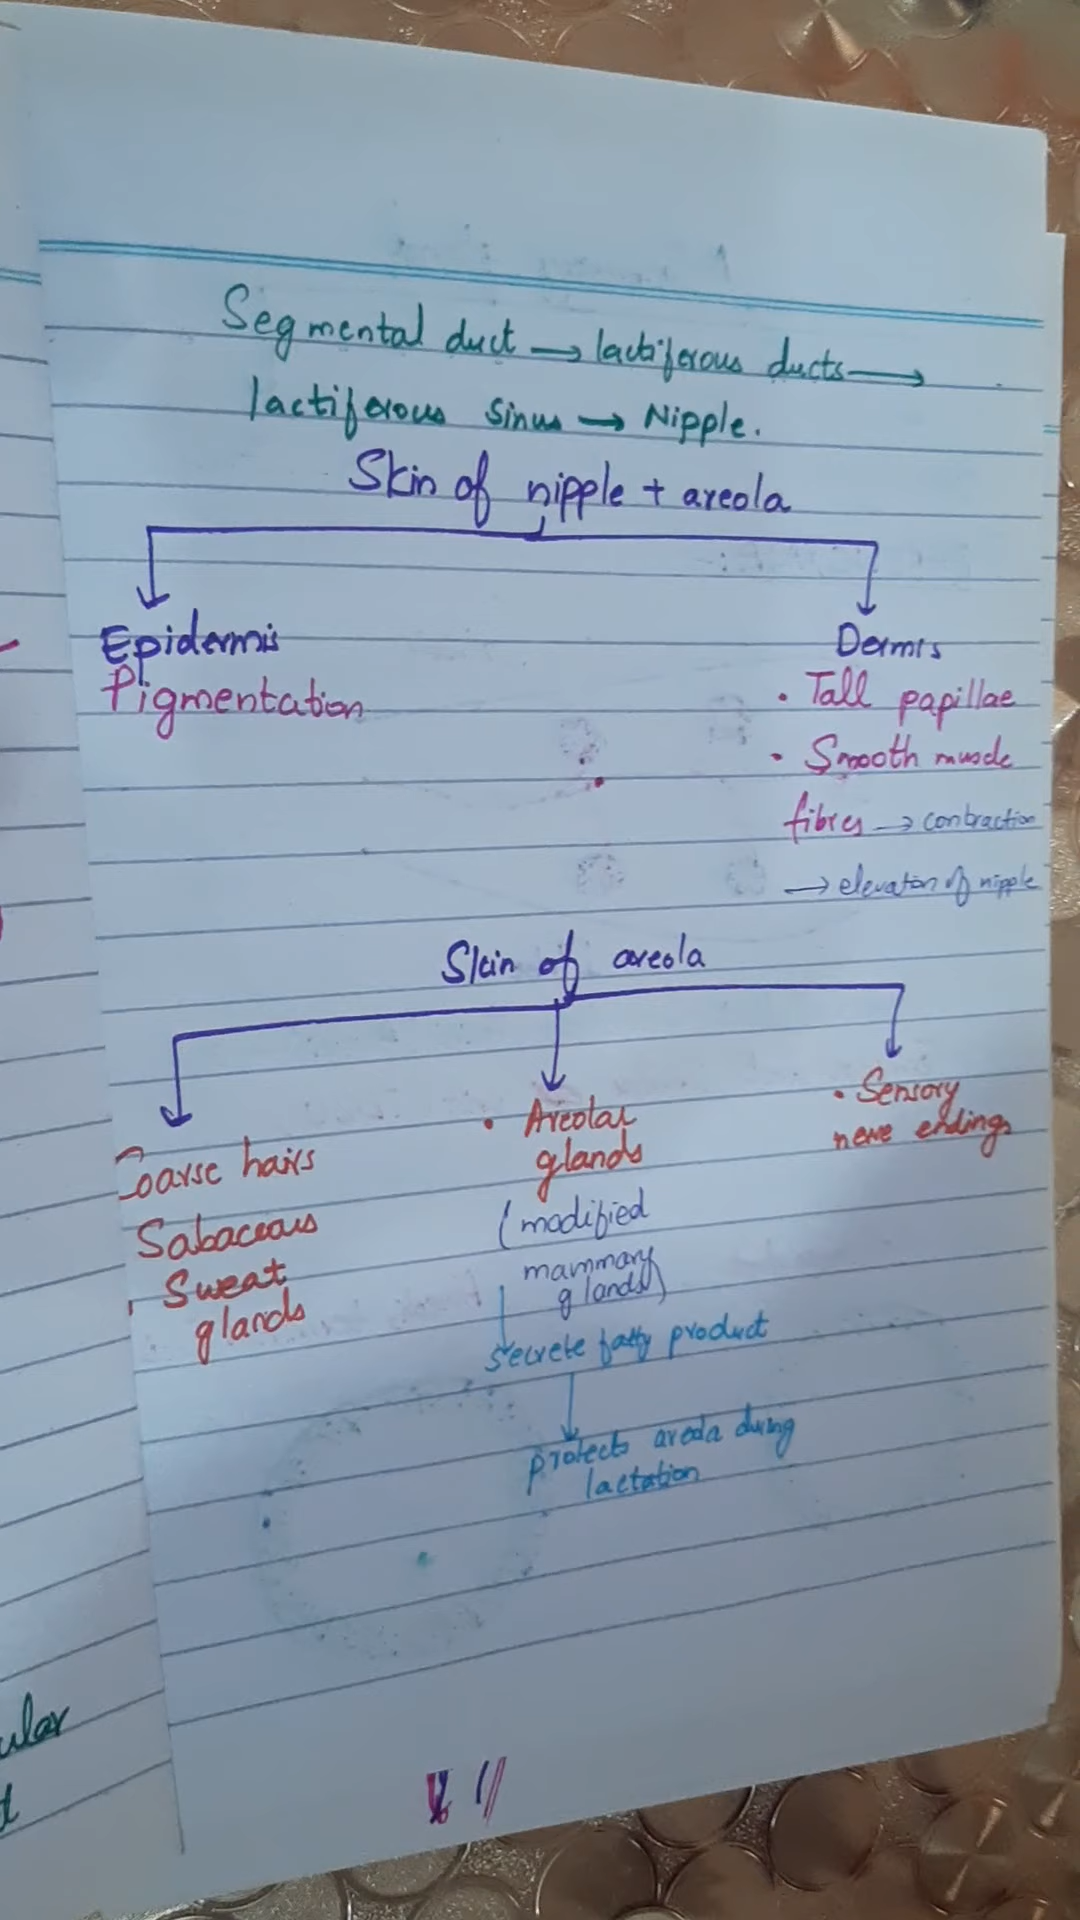 Segmental duct → lactiferous ducts →
lactiferous sinus → Nipple.
Skin of nipple + areola
Epidermis
Pigmentation
Dermis
• Tall papillae
• Smooth muscle
fibres → contraction
→ elevation of nipple
Skin of areola
Coarse hairs
Sabaceous
Sweat
glands
• Areolar
glands
(modified
mammary
glands)
secrete fatty product
protects areola during
lactation
• Sensory
nerve endings
ular